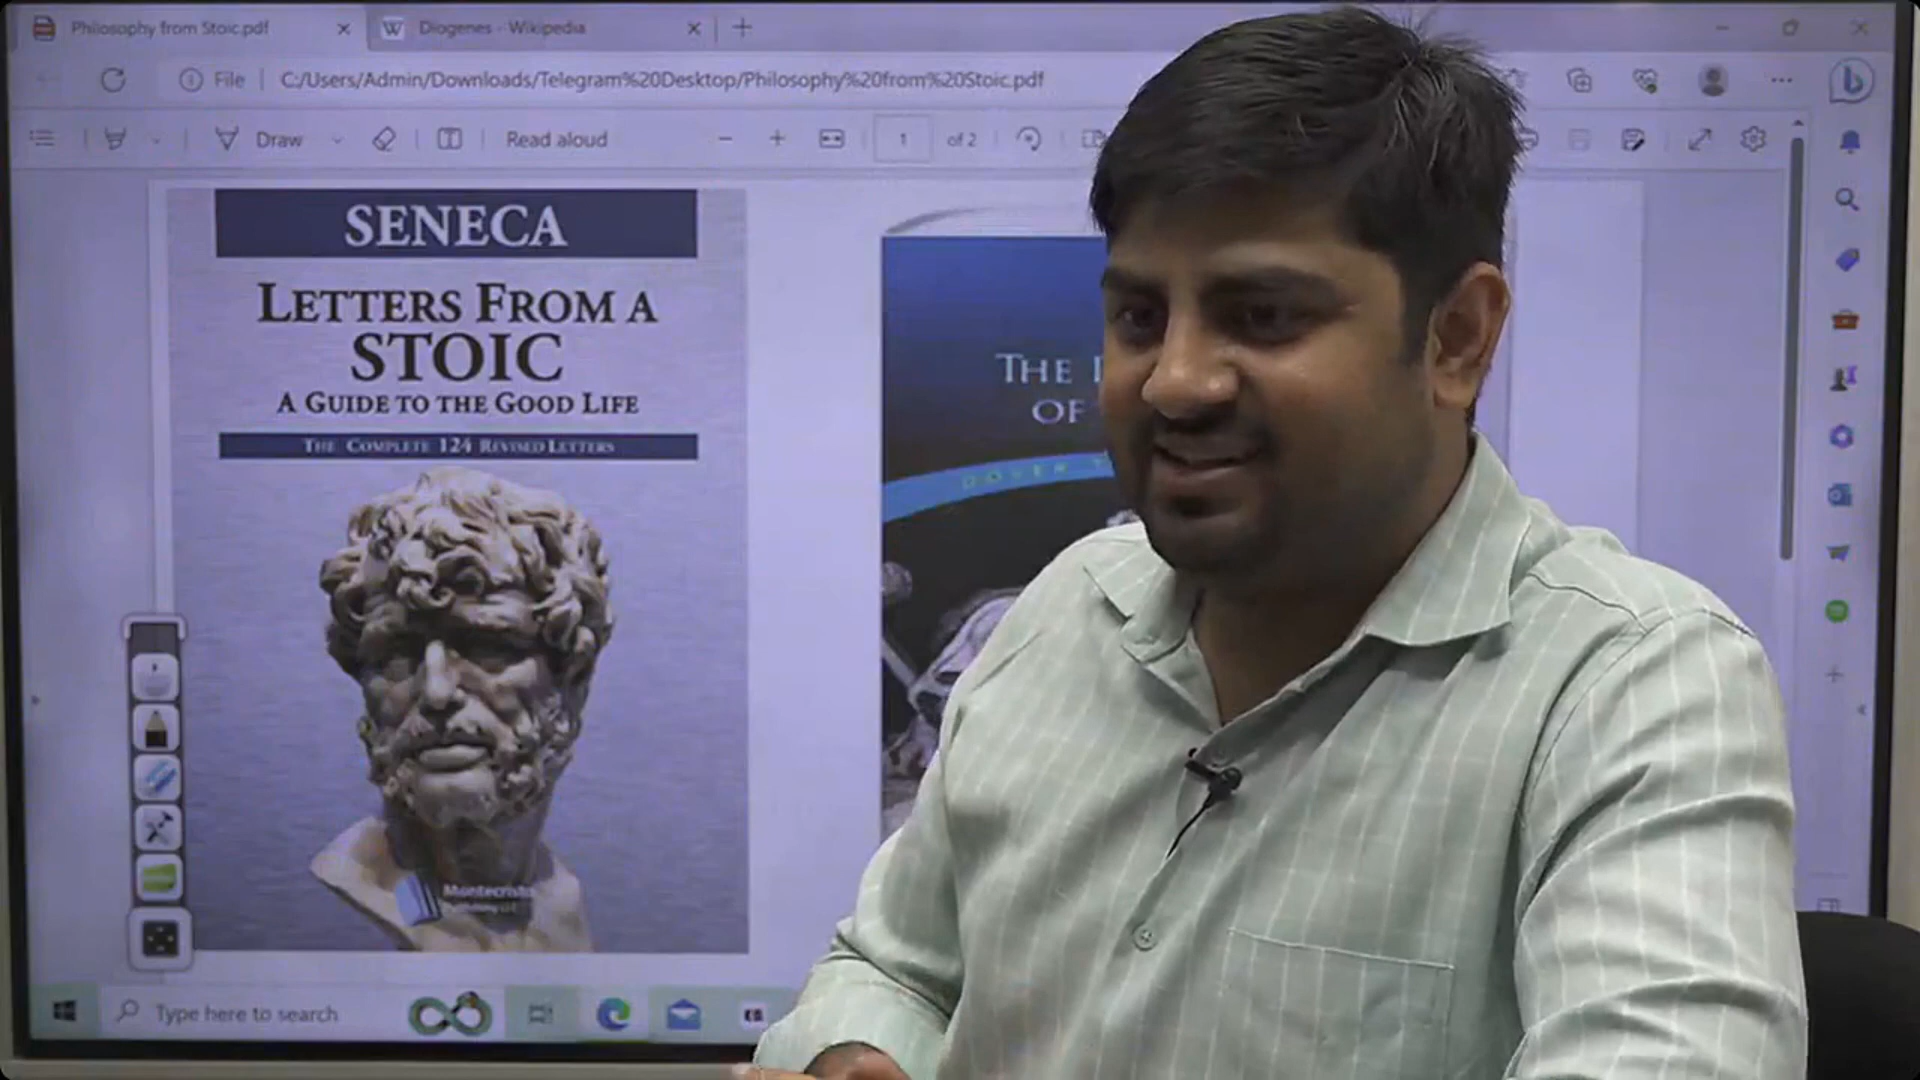 Philosophy from Stoic.pdf
Diogenes - Wikipedia
File
C:/Users/Admin/Downloads/Telegram%20Desktop/Philosophy%20from%20Stoic.pdf
Draw
Read aloud
1
of 2
SENECA
LETTERS FROM A
STOIC
A GUIDE TO THE GOOD LIFE
THE COMPLETE 124 REVISED LETTERS
Montecristo
THE
OF
DOVER
Type here to search